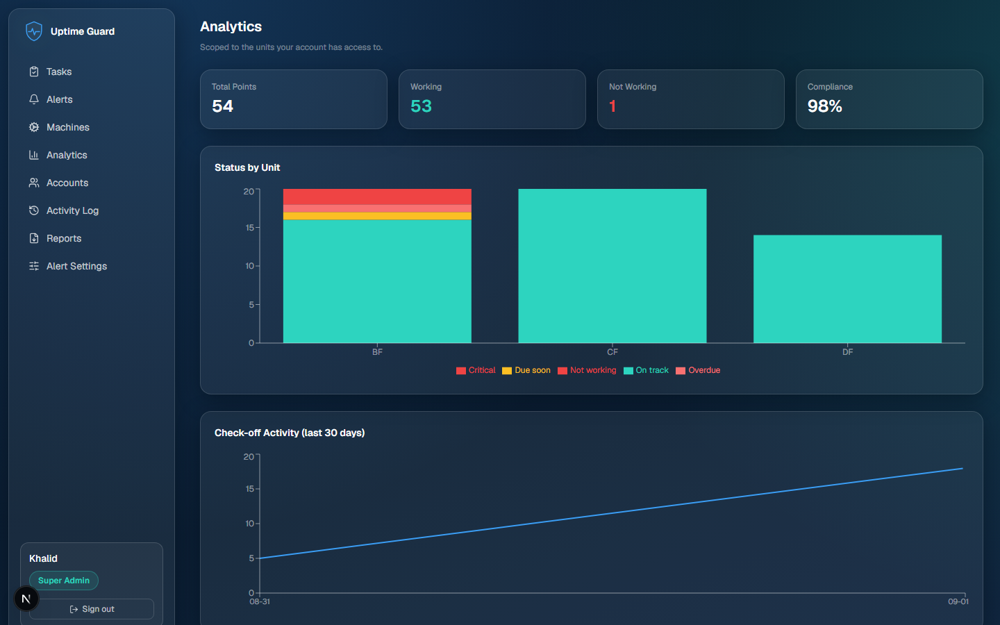 Uptime Guard
Tasks
Alerts
Machines
Analytics
Accounts
Activity Log
Reports
Alert Settings
Khalid
Super Admin
N
Sign out
Analytics
Scoped to the units your account has access to.
Total Points
54
Working
53
Not Working
1
Compliance
98%
Status by Unit
20
15
10
5
0
BF CF DF
Critical Due soon Not working On track Overdue
Check-off Activity (last 30 days)
20
15
10
5
0
08-31 09-01